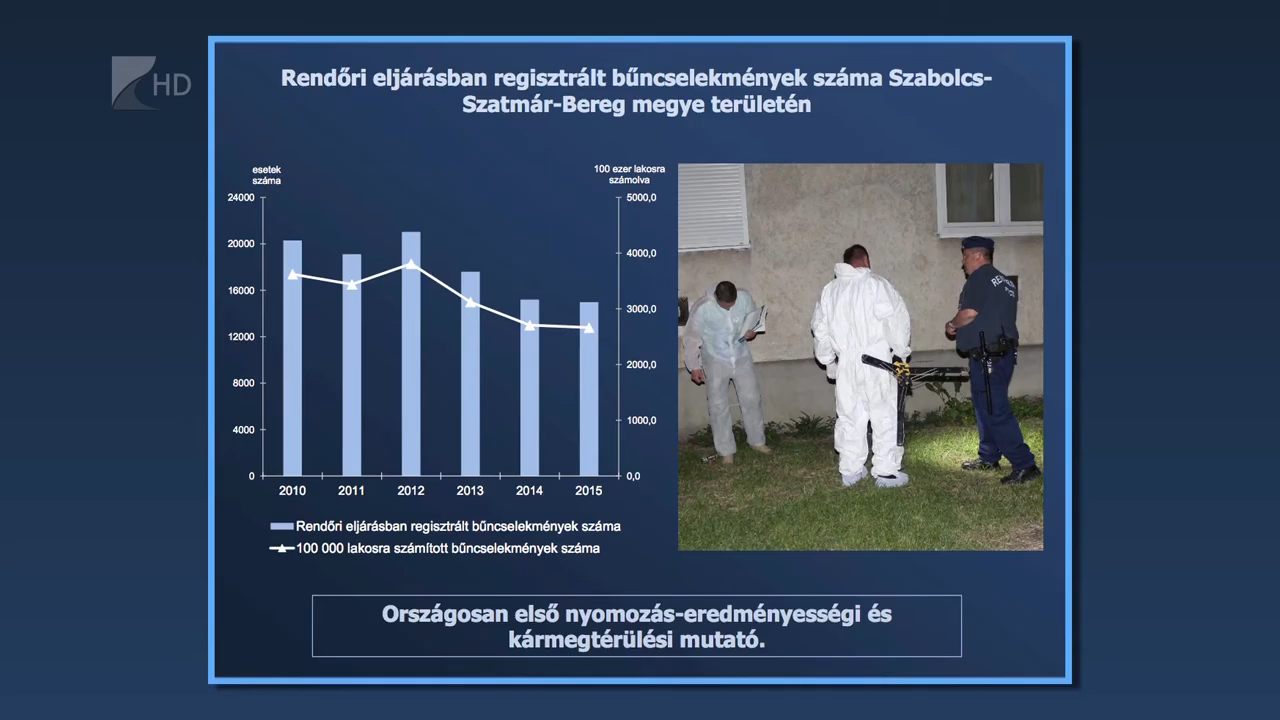 HD
Rendőri eljárásban regisztrált bűncselekmények száma Szabolcs-
Szatmár-Bereg megye területén
esetek
száma
100 ezer lakosra
számolva
24000
20000
16000
12000
8000
4000
0
5000,0
4000,0
3000,0
2000,0
1000,0
0,0
2010
2011
2012
2013
2014
2015
Rendőri eljárásban regisztrált bűncselekmények száma
100 000 lakosra számított bűncselekmények száma
Országosan első nyomozás-eredményességi és
kármegtérülési mutató.